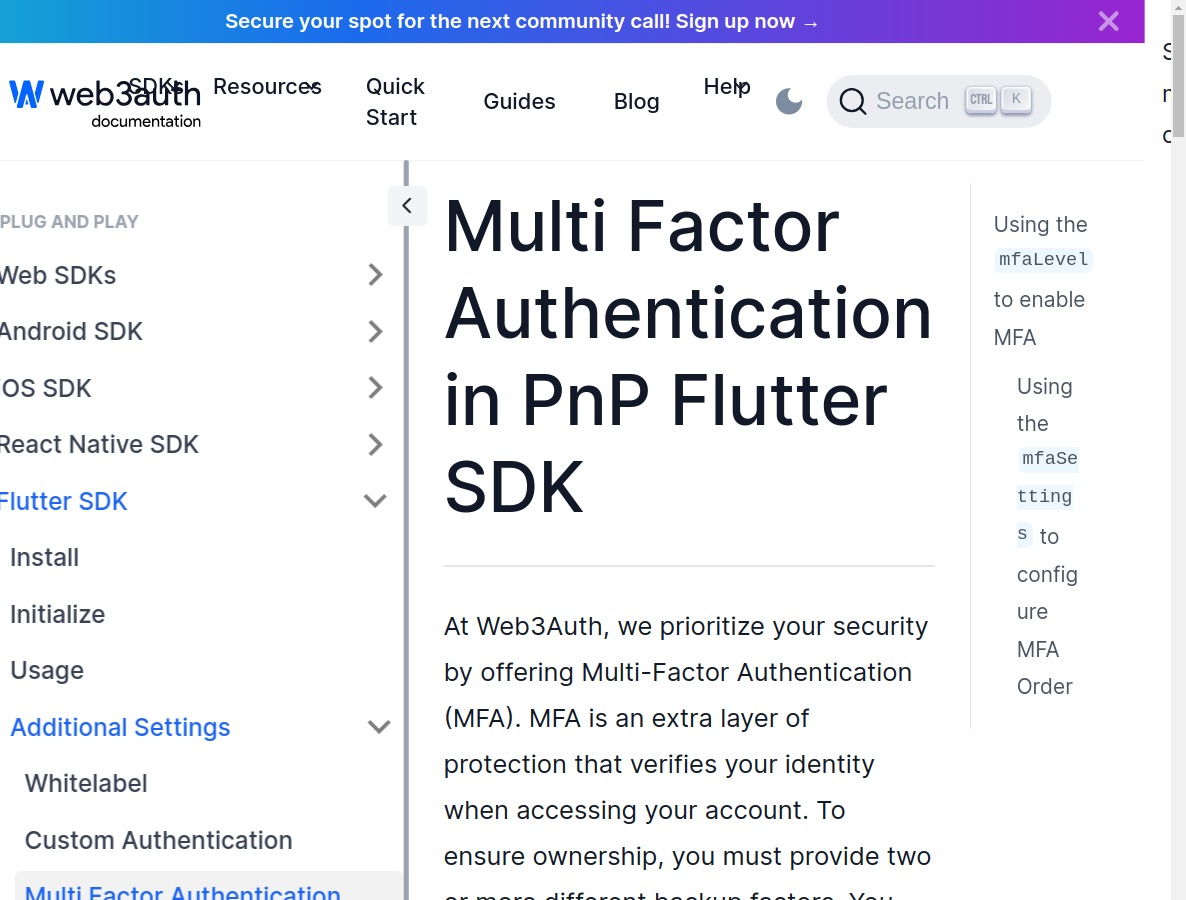 Secure your spot for the next community call! Sign up now →
web3auth
documentation
SDKs
Resources
Quick
Start
Guides
Blog
Help
Search
CTRL
K
PLUG AND PLAY
Web SDKs
Android SDK
iOS SDK
React Native SDK
Flutter SDK
Install
Initialize
Usage
Additional Settings
Whitelabel
Custom Authentication
Multi Factor Authentication
Multi Factor
Authentication
in PnP Flutter
SDK
At Web3Auth, we prioritize your security
by offering Multi-Factor Authentication
(MFA). MFA is an extra layer of
protection that verifies your identity
when accessing your account. To
ensure ownership, you must provide two
or more different backup factors. You
Using the
mfaLevel
to enable
MFA
Using
the
mfaSe
tting
s to
config
ure
MFA
Order